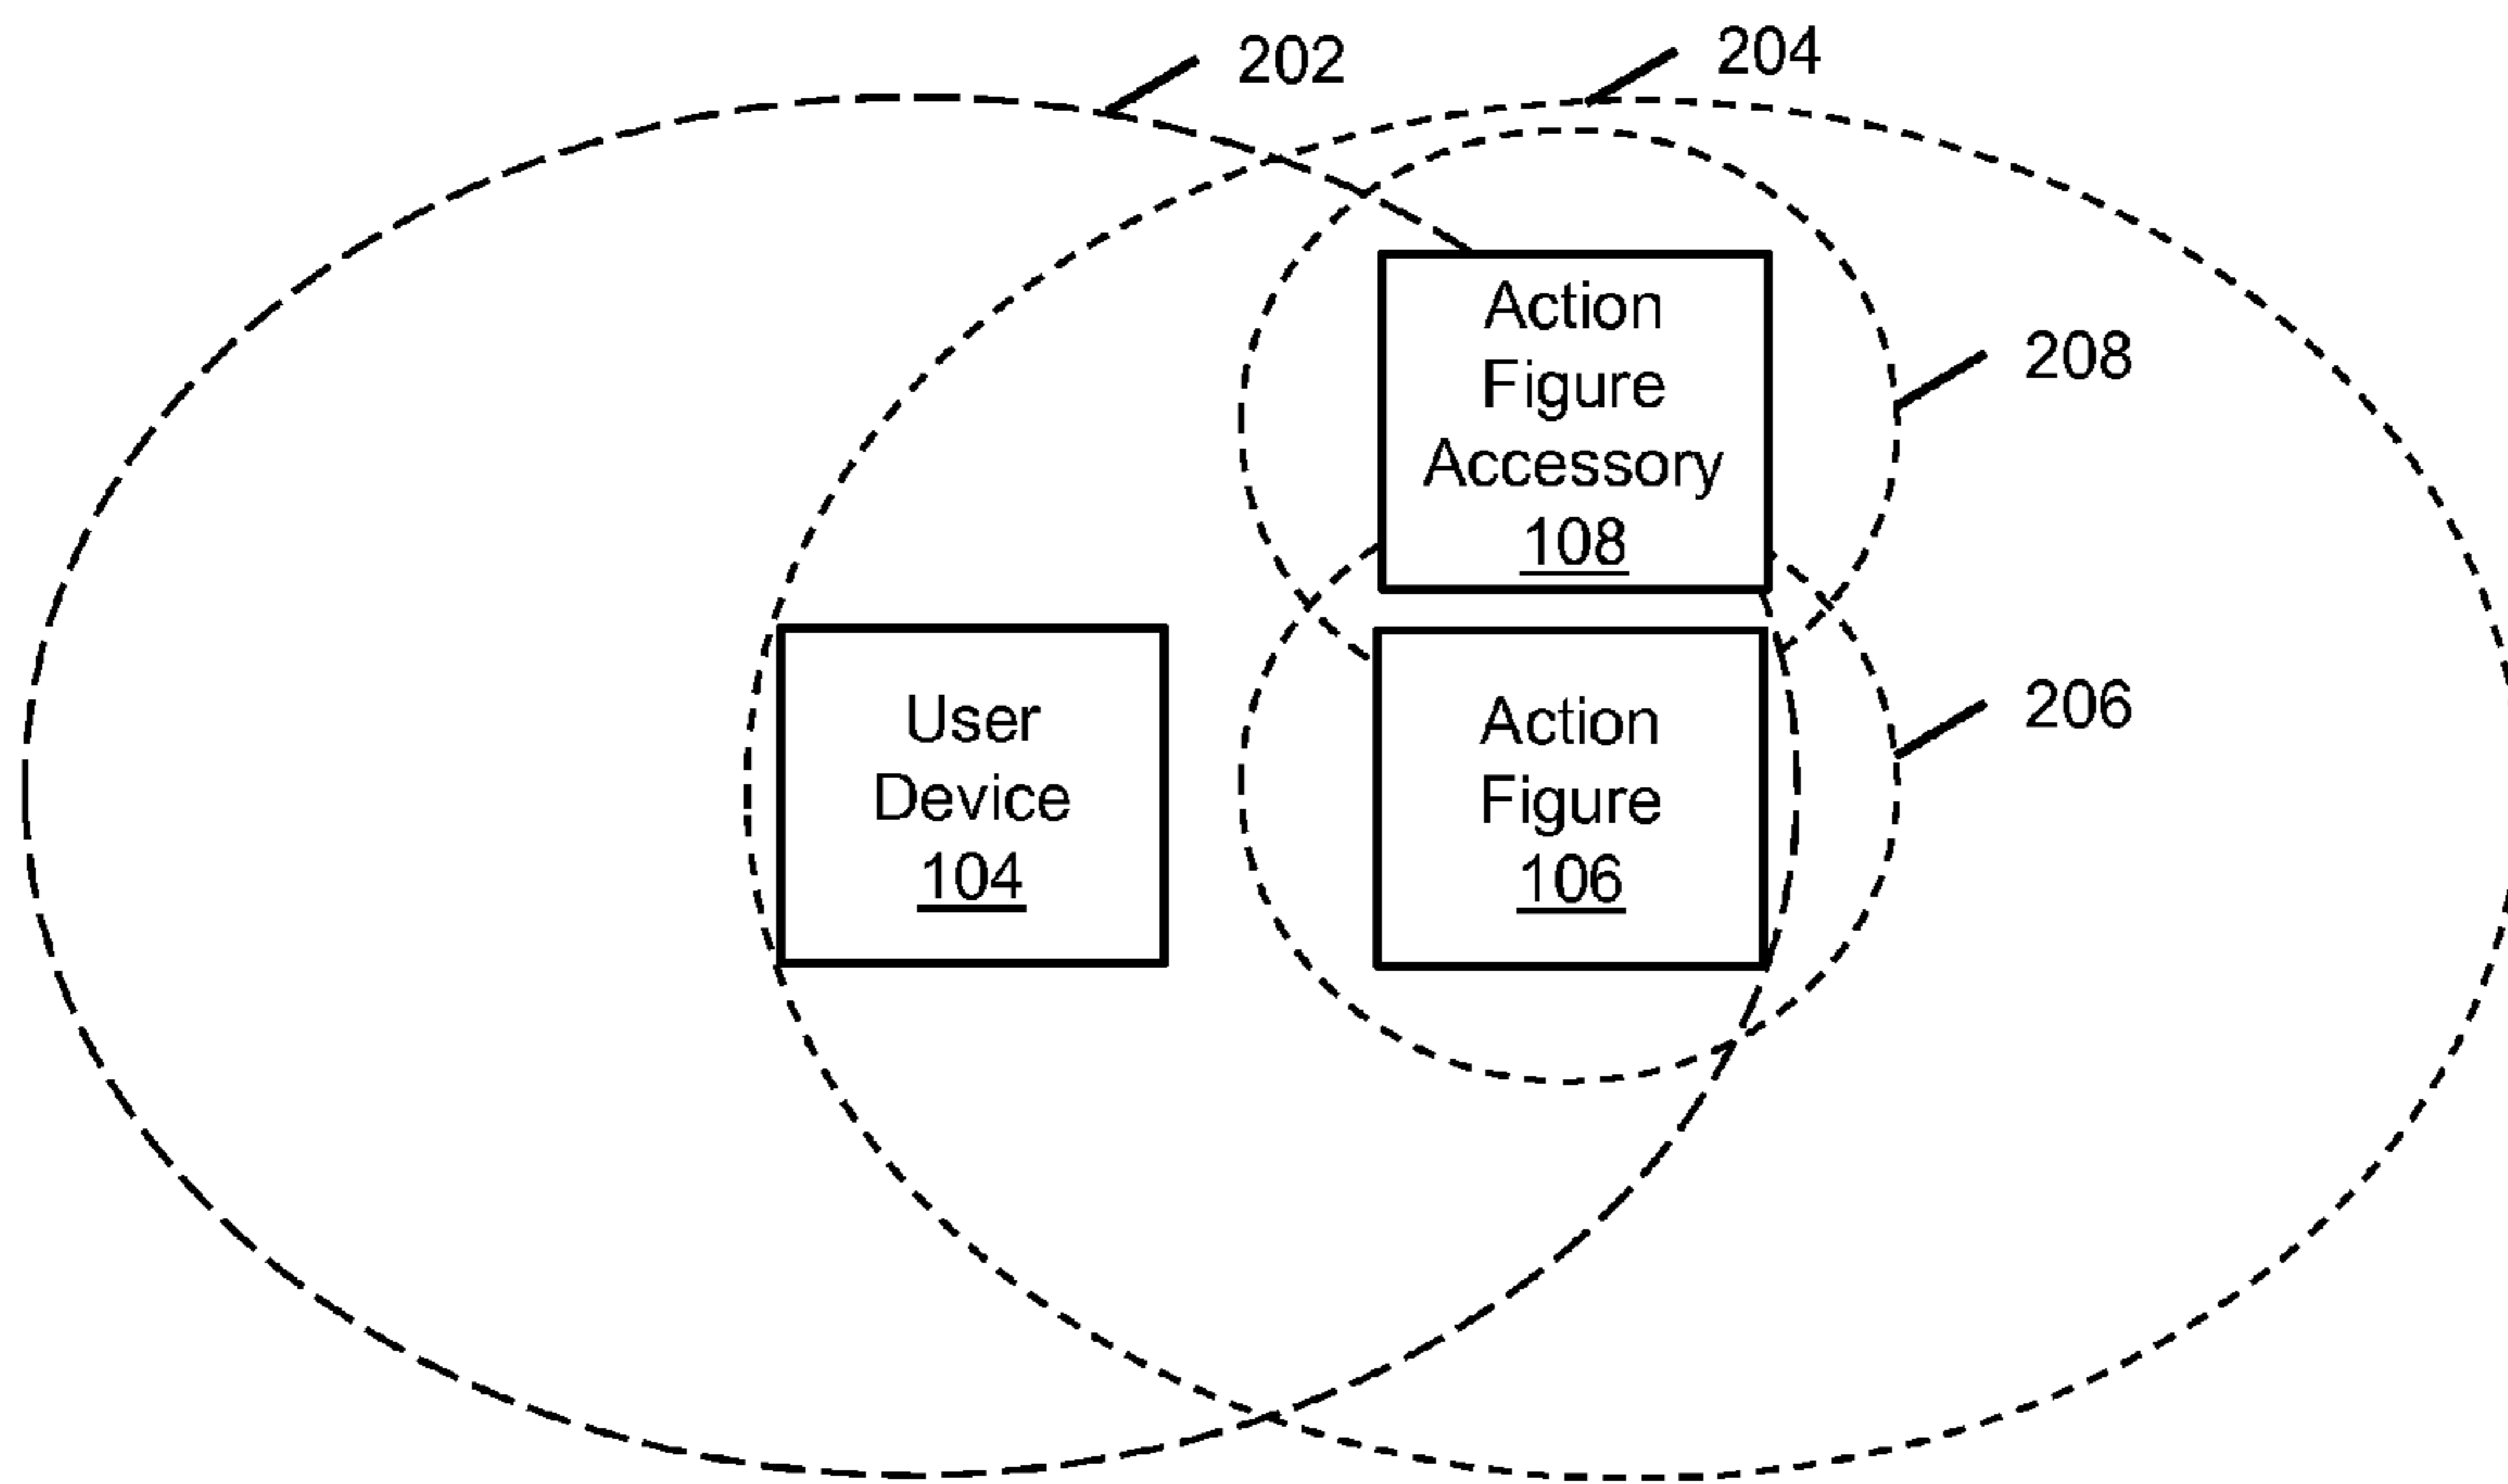 202
204
Action
Figure
Accessory
108
208
User
Device
104
Action
Figure
106
206